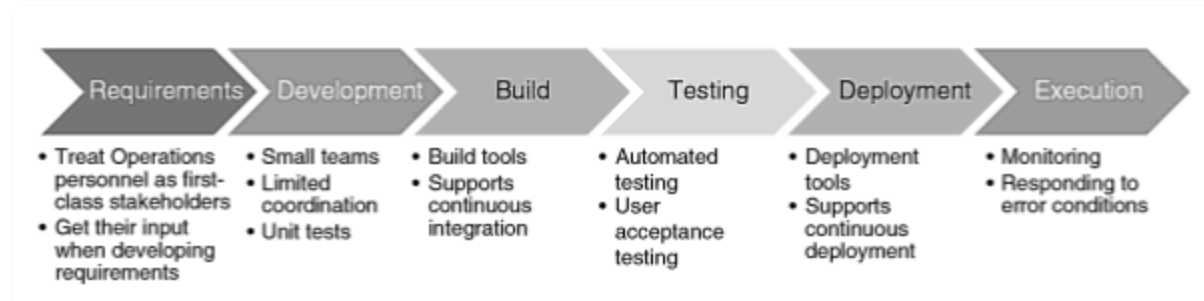 Requirements
Development
Build
Testing
Deployment
Execution
• Treat Operations
personnel as first-
class stakeholders
• Get their input
when developing
requirements
• Small teams
• Limited
coordination
• Unit tests
• Build tools
• Supports
continuous
integration
• Automated
testing
• User
acceptance
testing
• Deployment
tools
• Supports
continuous
deployment
• Monitoring
• Responding to
error conditions